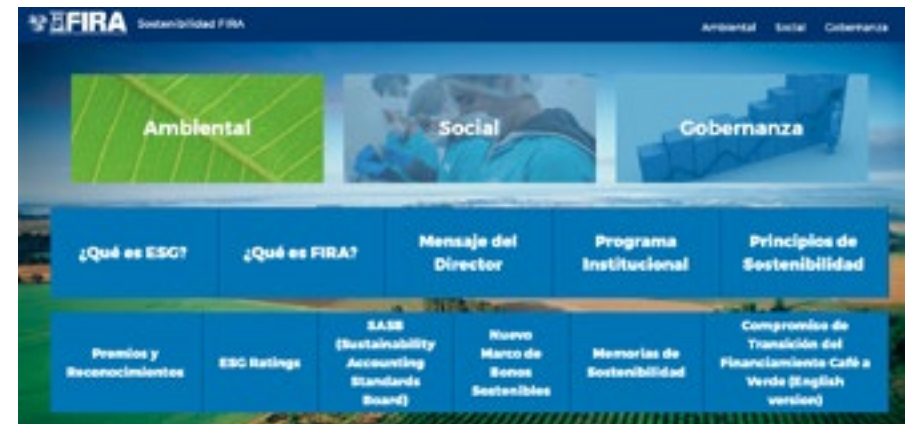 FIRA Sostenibilidad FIRA
Ambiental Social Gobernanza
Ambiental
Social
Gobernanza
¿Qué es ESG?
¿Qué es FIRA?
Mensaje del
Director
Programa
Institucional
Principios de
Sostenibilidad
Premios y
Reconocimientos
ESG Ratings
SASB
(Sustainability
Accounting
Standards
Board)
Nuevo
Marco de
Bonos
Sostenibles
Memorias de
Sostenibilidad
Compromiso de
Transición del
Financiamiento Café a
Verde (English
version)